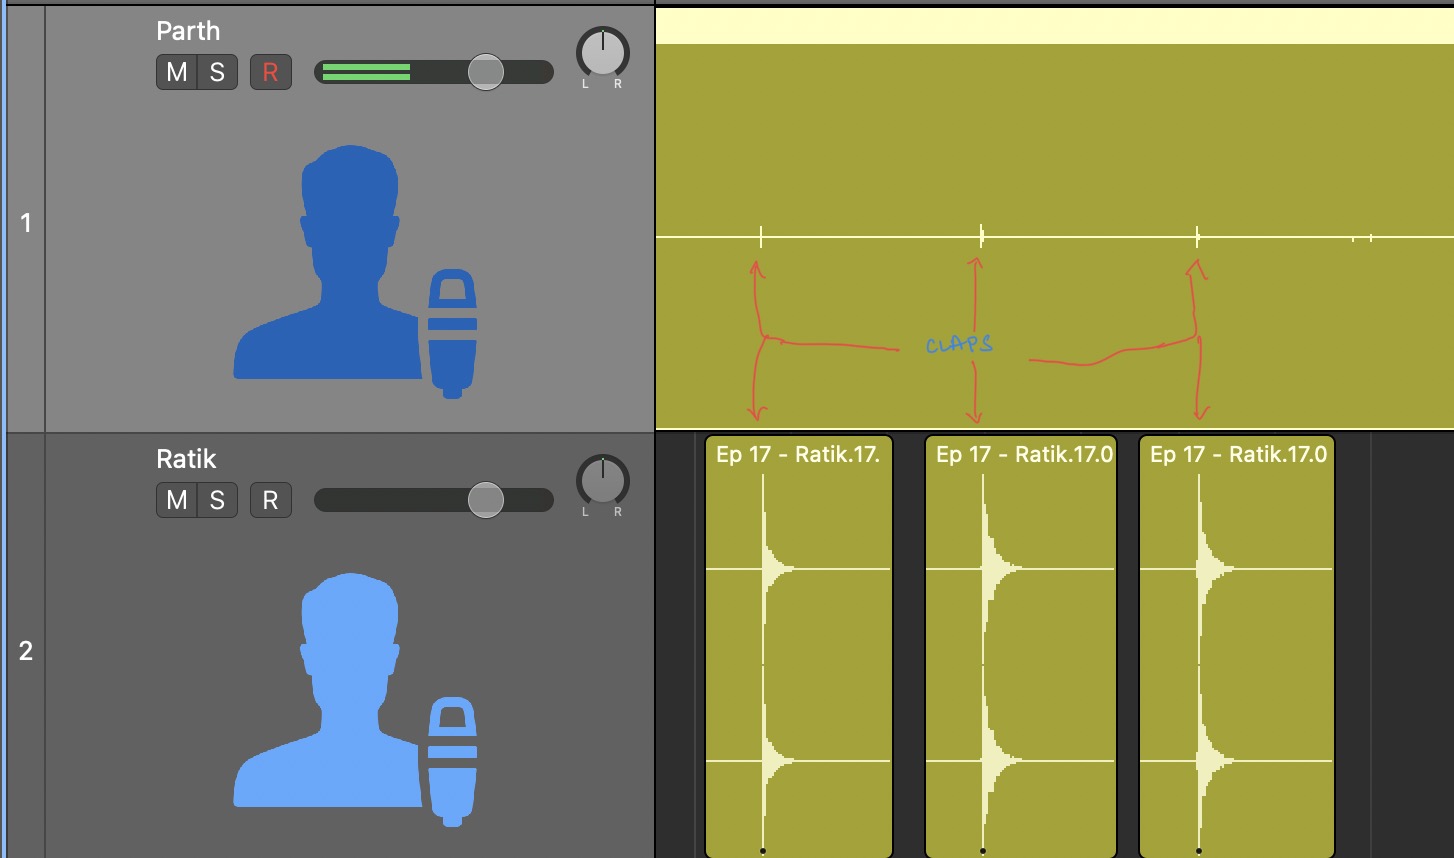 Parth
M S R
L R
1
CLAPS
Ratik
M S R
L R
2
Ep 17 - Ratik.17.
Ep 17 - Ratik.17.0
Ep 17 - Ratik.17.0